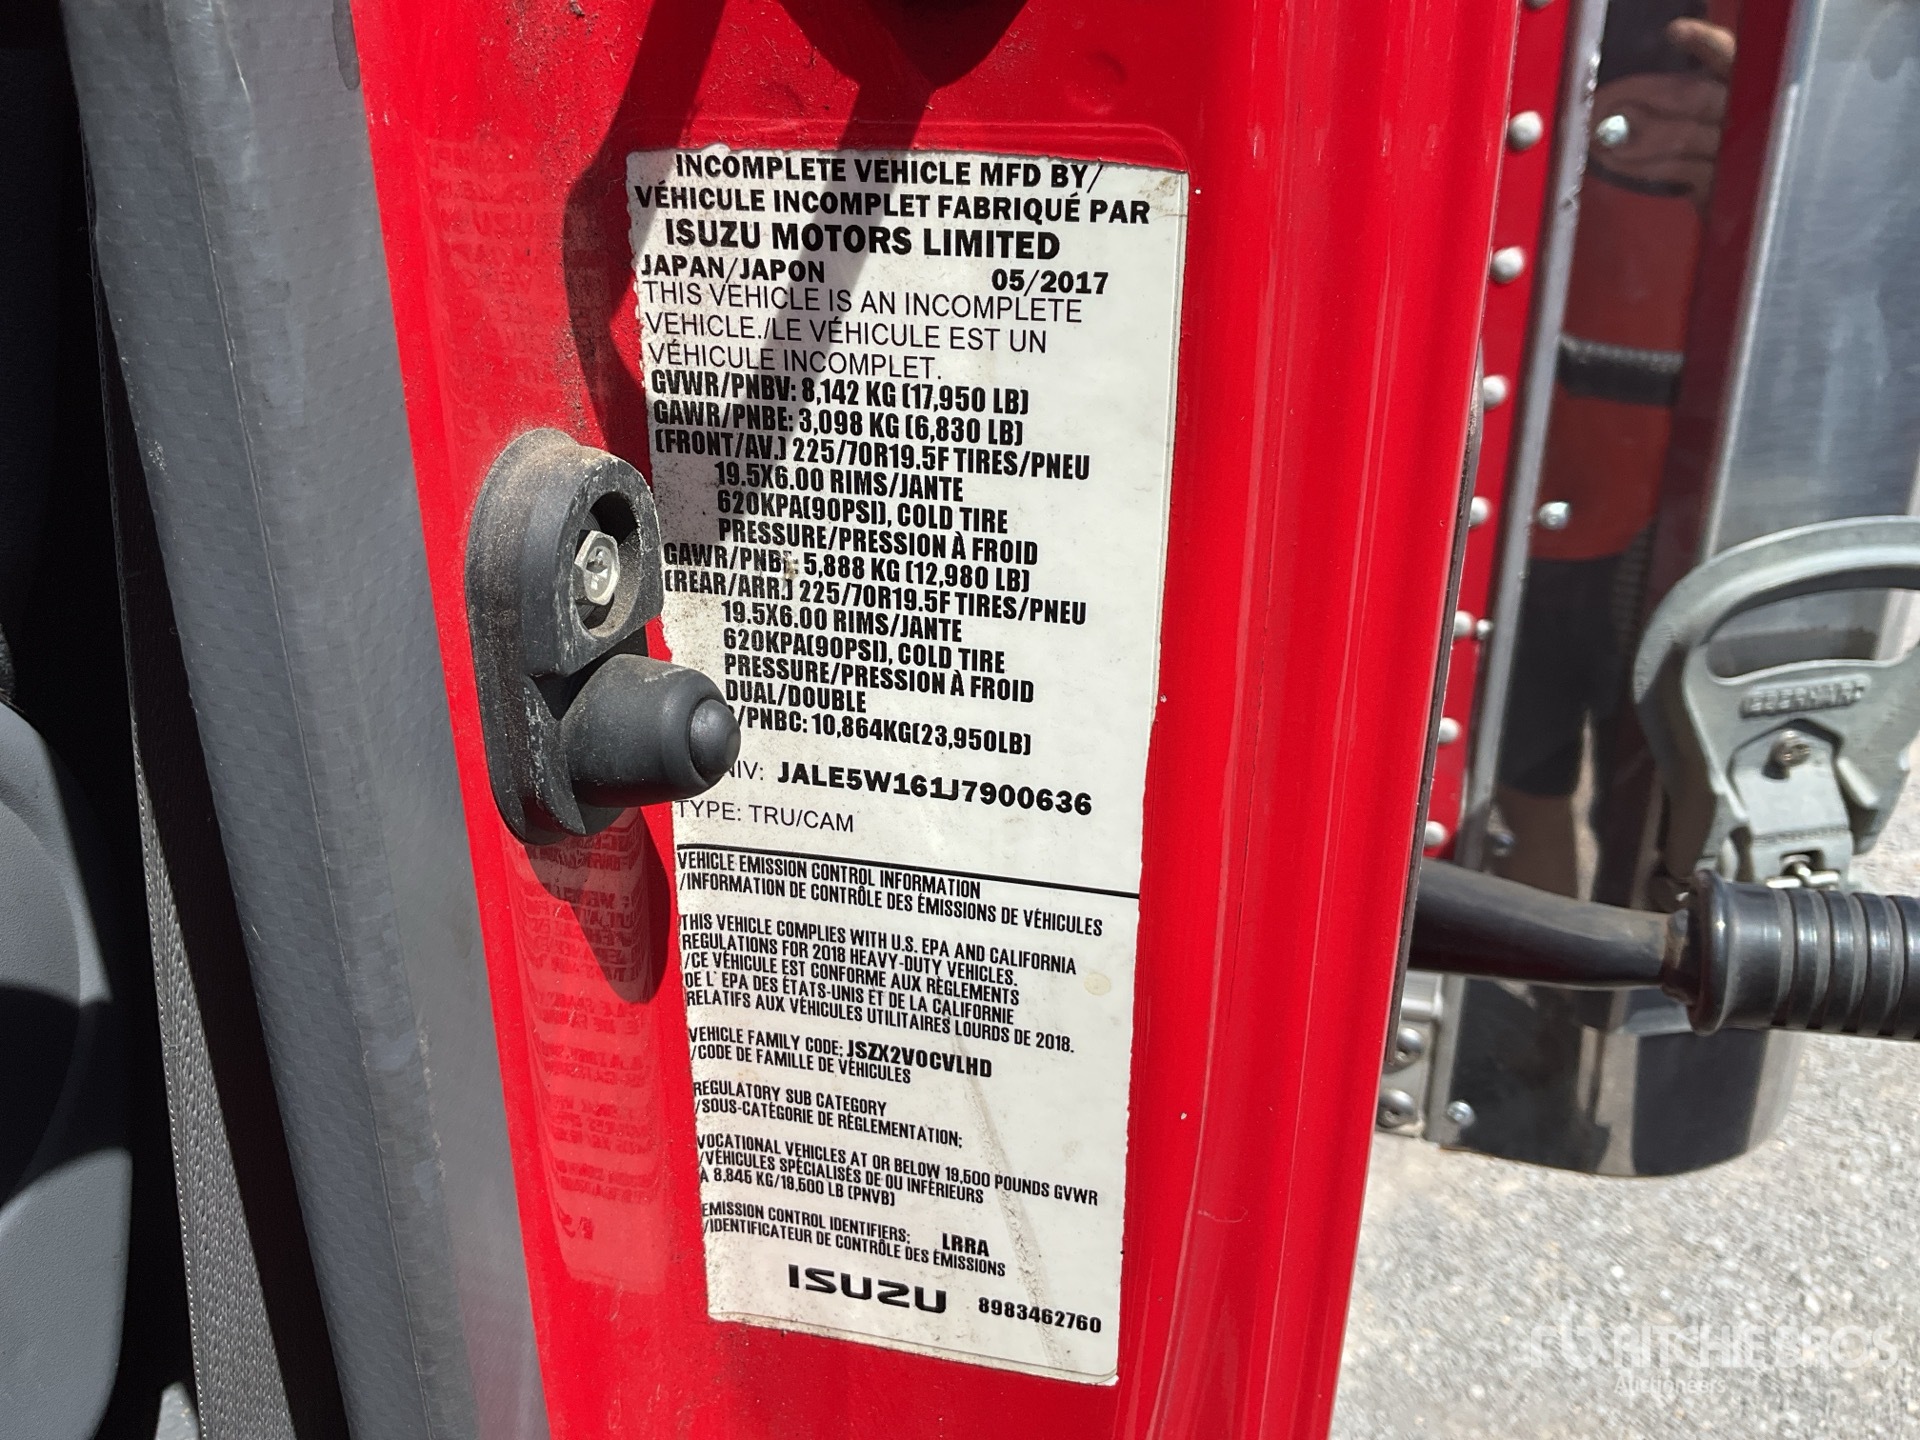 INCOMPLETE VEHICLE MFD BY/
VÉHICULE INCOMPLET FABRIQUÉ PAR
ISUZU MOTORS LIMITED
JAPAN/JAPON 05/2017
THIS VEHICLE IS AN INCOMPLETE
VEHICLE./LE VÉHICULE EST UN
VÉHICULE INCOMPLET.
GVWR/PNBV: 8,142 KG (17,950 LB)
GAWR/PNBE: 3,098 KG (6,830 LB)
(FRONT/AV.) 225/70R19.5F TIRES/PNEU
19.5X6.00 RIMS/JANTE
620KPA(90PSI), COLD TIRE
PRESSURE/PRESSION À FROID
GAWR/PNBE: 5,888 KG (12,980 LB)
(REAR/ARR.) 225/70R19.5F TIRES/PNEU
19.5X6.00 RIMS/JANTE
620KPA(90PSI), COLD TIRE
PRESSURE/PRESSION À FROID
DUAL/DOUBLE
/PNBC: 10,864KG(23,950LB)
NIV: JALE5W161J7900636
TYPE: TRU/CAM
VEHICLE EMISSION CONTROL INFORMATION
/INFORMATION DE CONTRÔLE DES ÉMISSIONS DE VÉHICULES
THIS VEHICLE COMPLIES WITH U.S. EPA AND CALIFORNIA
REGULATIONS FOR 2018 HEAVY-DUTY VEHICLES.
/CE VÉHICULE EST CONFORME AUX RÈGLEMENTS
DE L' EPA DES ÉTATS-UNIS ET DE LA CALIFORNIE
RELATIFS AUX VÉHICULES UTILITAIRES LOURDS DE 2018.
VEHICLE FAMILY CODE: JSZX2VOCVLHD
/CODE DE FAMILLE DE VÉHICULES
REGULATORY SUB CATEGORY
/SOUS-CATÉGORIE DE RÉGLEMENTATION;
VOCATIONAL VEHICLES AT OR BELOW 19,500 POUNDS GVWR
/VÉHICULES SPÉCIALISÉS DE OU INFÉRIEURS
À 8,845 KG/19,500 LB (PNVB)
EMISSION CONTROL IDENTIFIERS: LRRA
/IDENTIFICATEUR DE CONTRÔLE DES ÉMISSIONS
ISUZU 8983462760
EBERHARD
RITCHIE BROS
Auctioneers